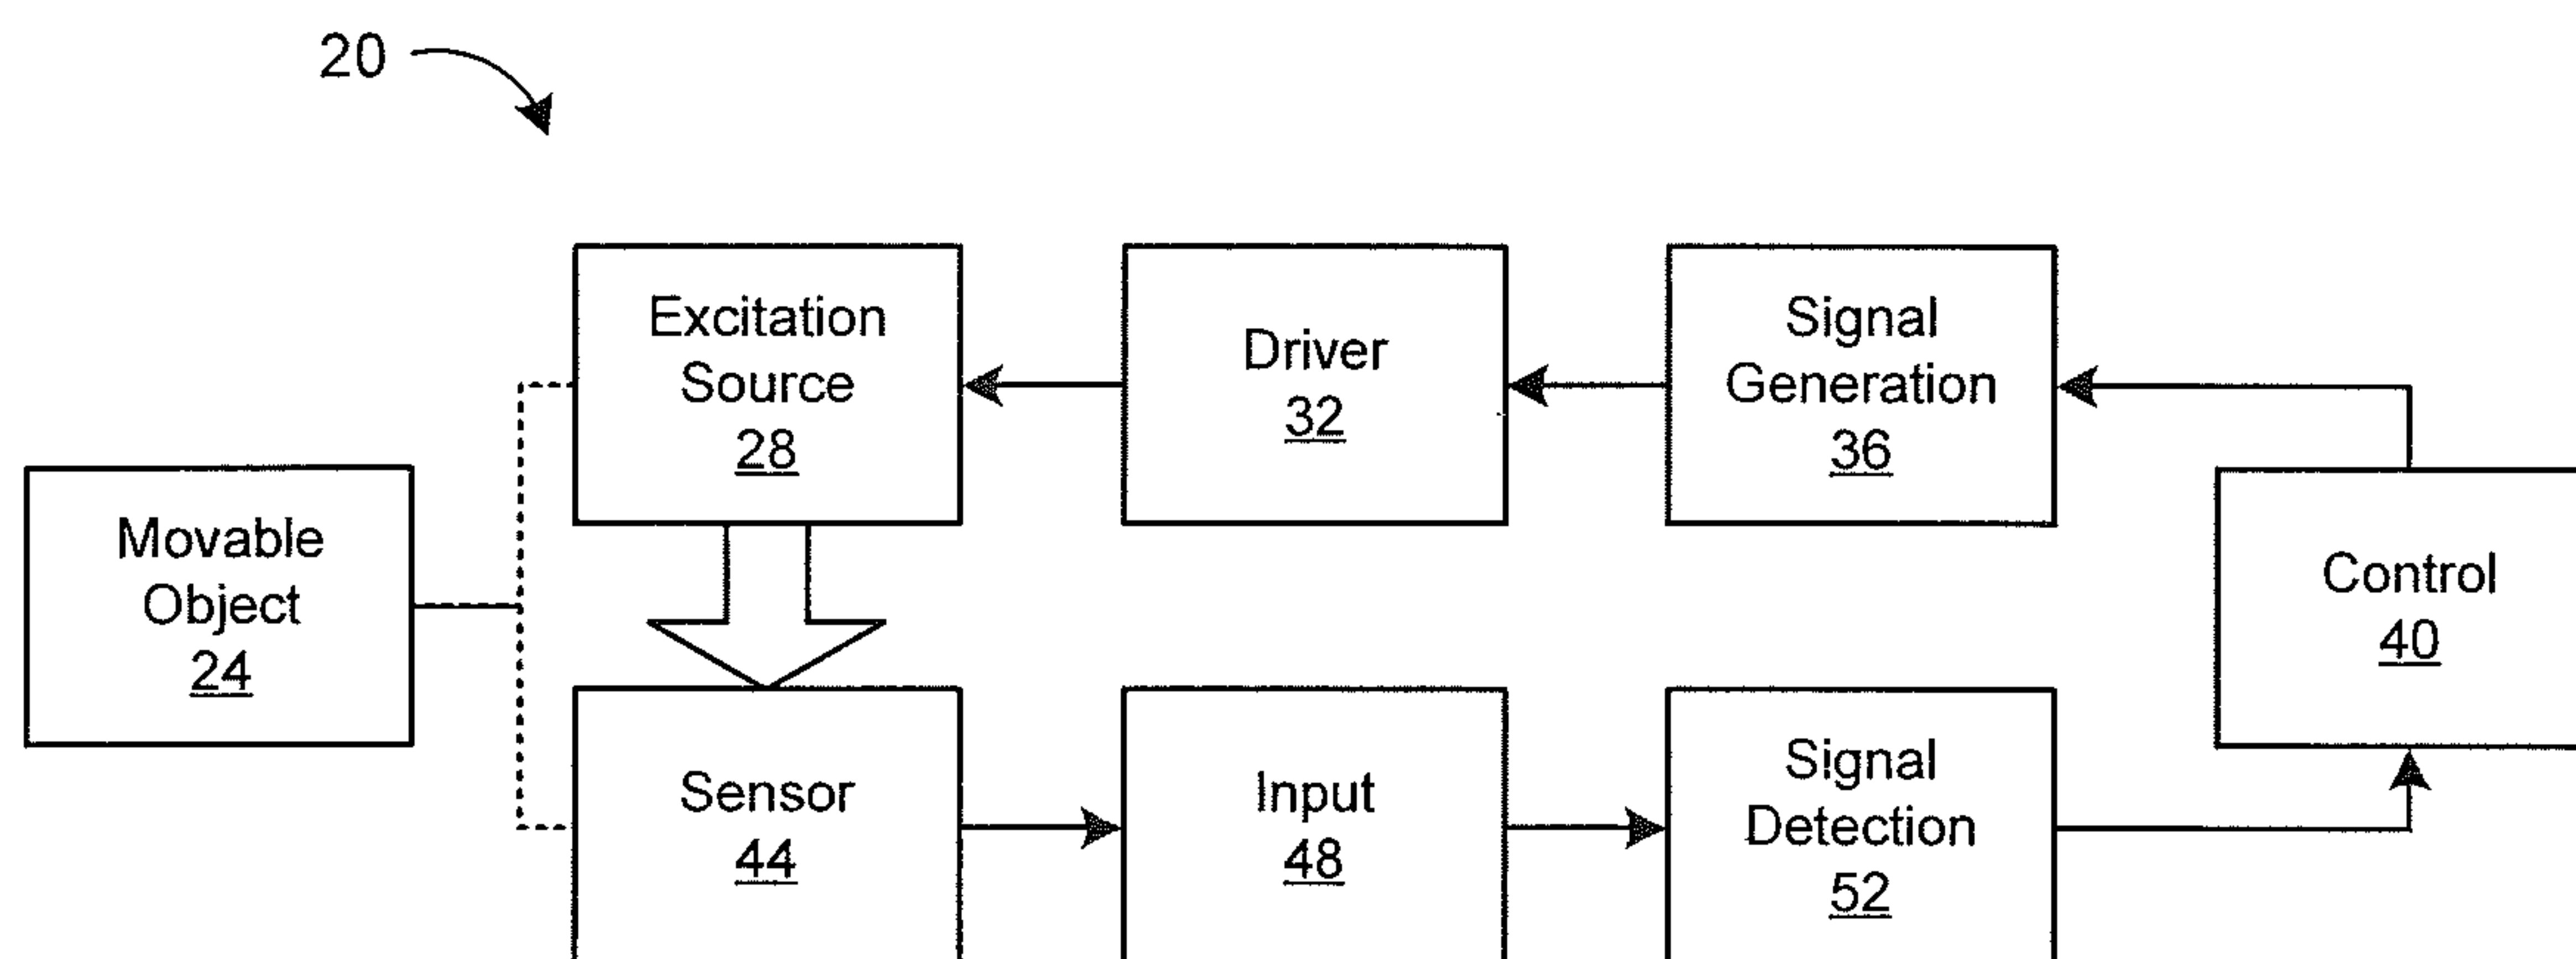 20
Excitation
Source
28
Driver
32
Signal
Generation
36
Movable
Object
24
Control
40
Sensor
44
Input
48
Signal
Detection
52